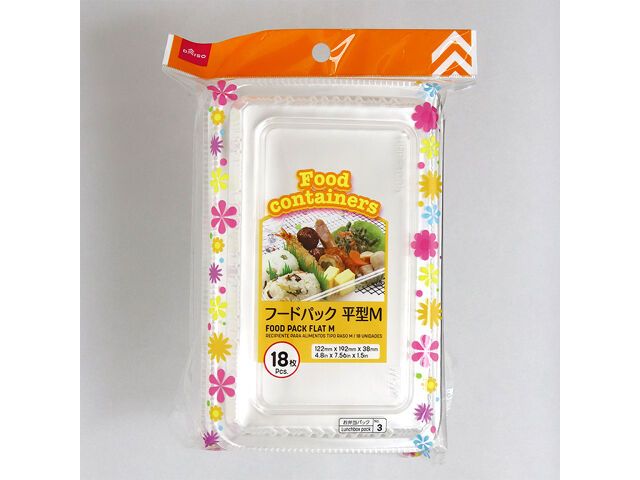 DAISO
Food
containers
フードパック 平型M
FOOD PACK FLAT M
RECIPIENTE PARA ALIMENTOS TIPO RASO M / 18 UNIDADES
18枚
Pcs.
122mm x 192mm x 38mm
4.8in x 7.56in x 1.5in
お弁当パック
Lunchbox pack
No.
3